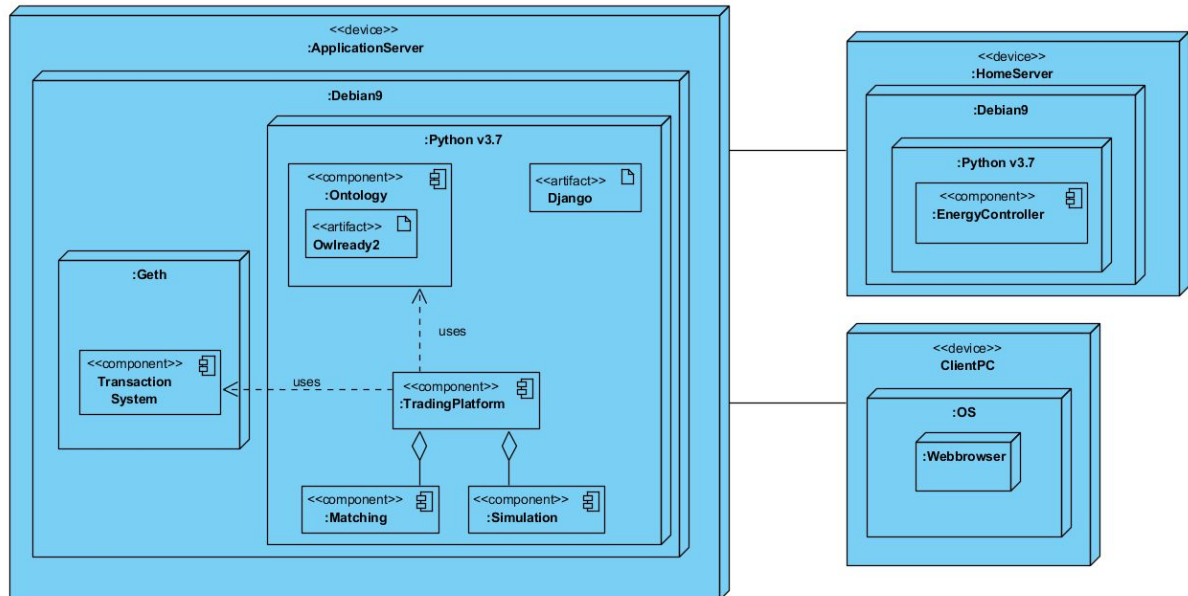 <<device>>
:ApplicationServer
:Debian9
:Python v3.7
<<component>>
:Ontology
<<artifact>>
Owlready2
<<artifact>>
Django
:Geth
<<component>>
Transaction
System
uses
uses
<<component>>
:TradingPlatform
<<component>>
:Matching
<<component>>
:Simulation
<<device>>
:HomeServer
:Debian9
:Python v3.7
<<component>>
:EnergyController
<<device>>
ClientPC
:OS
:Webbrowser